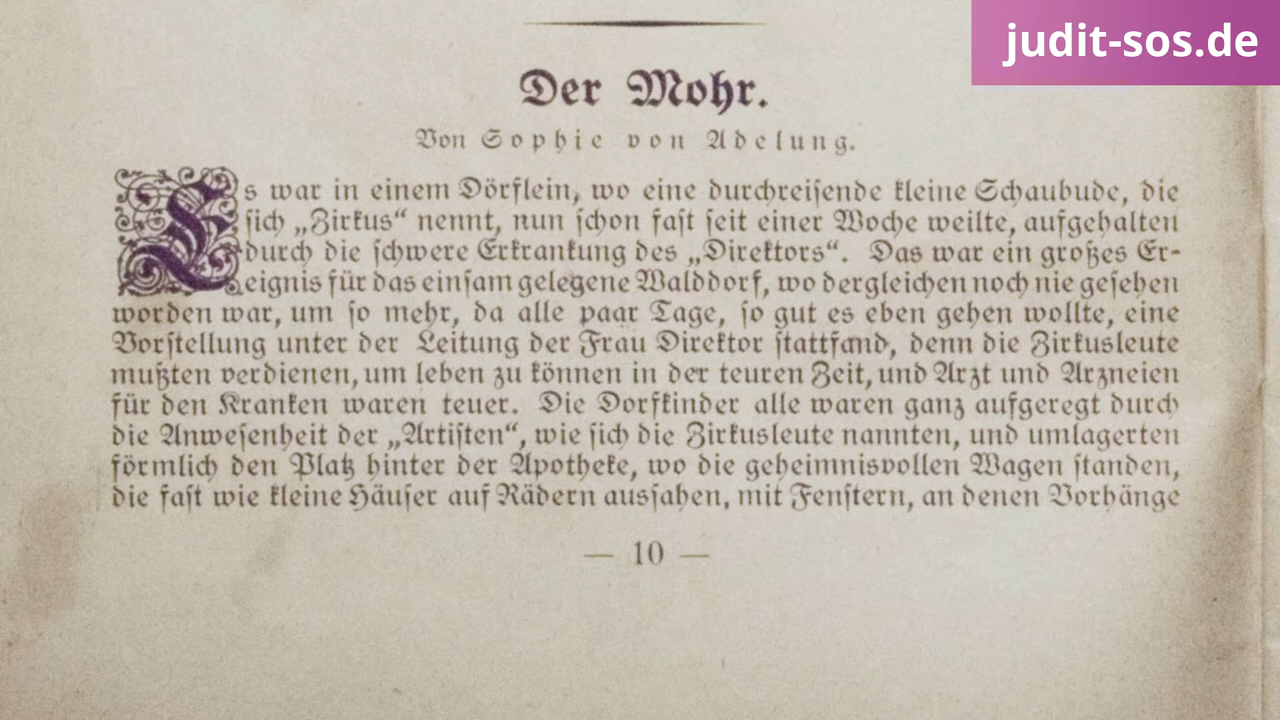 judit-sos.de
Der Mohr.
Von Sophie von Adelung.
Es war in einem Dörflein, wo eine durchreisende kleine Schaubude, die
sich „Zirkus“ nennt, nun schon fast seit einer Woche weilte, aufgehalten
durch die schwere Erkrankung des „Direktors“. Das war ein großes Er-
eignis für das einsam gelegene Walddorf, wo dergleichen noch nie gesehen
worden war, um so mehr, da alle paar Tage, so gut es eben gehen wollte, eine
Vorstellung unter der Leitung der Frau Direktor stattfand, denn die Zirkusleute
mußten verdienen, um leben zu können in der teuren Zeit, und Arzt und Arzneien
für den Kranken waren teuer. Die Dorfkinder alle waren ganz aufgeregt durch
die Anwesenheit der „Artisten“, wie sich die Zirkusleute nannten, und umlagerten
förmlich den Platz hinter der Apotheke, wo die geheimnisvollen Wagen standen,
die fast wie kleine Häuser auf Rädern aussahen, mit Fenstern, an denen Vorhänge
— 10 —